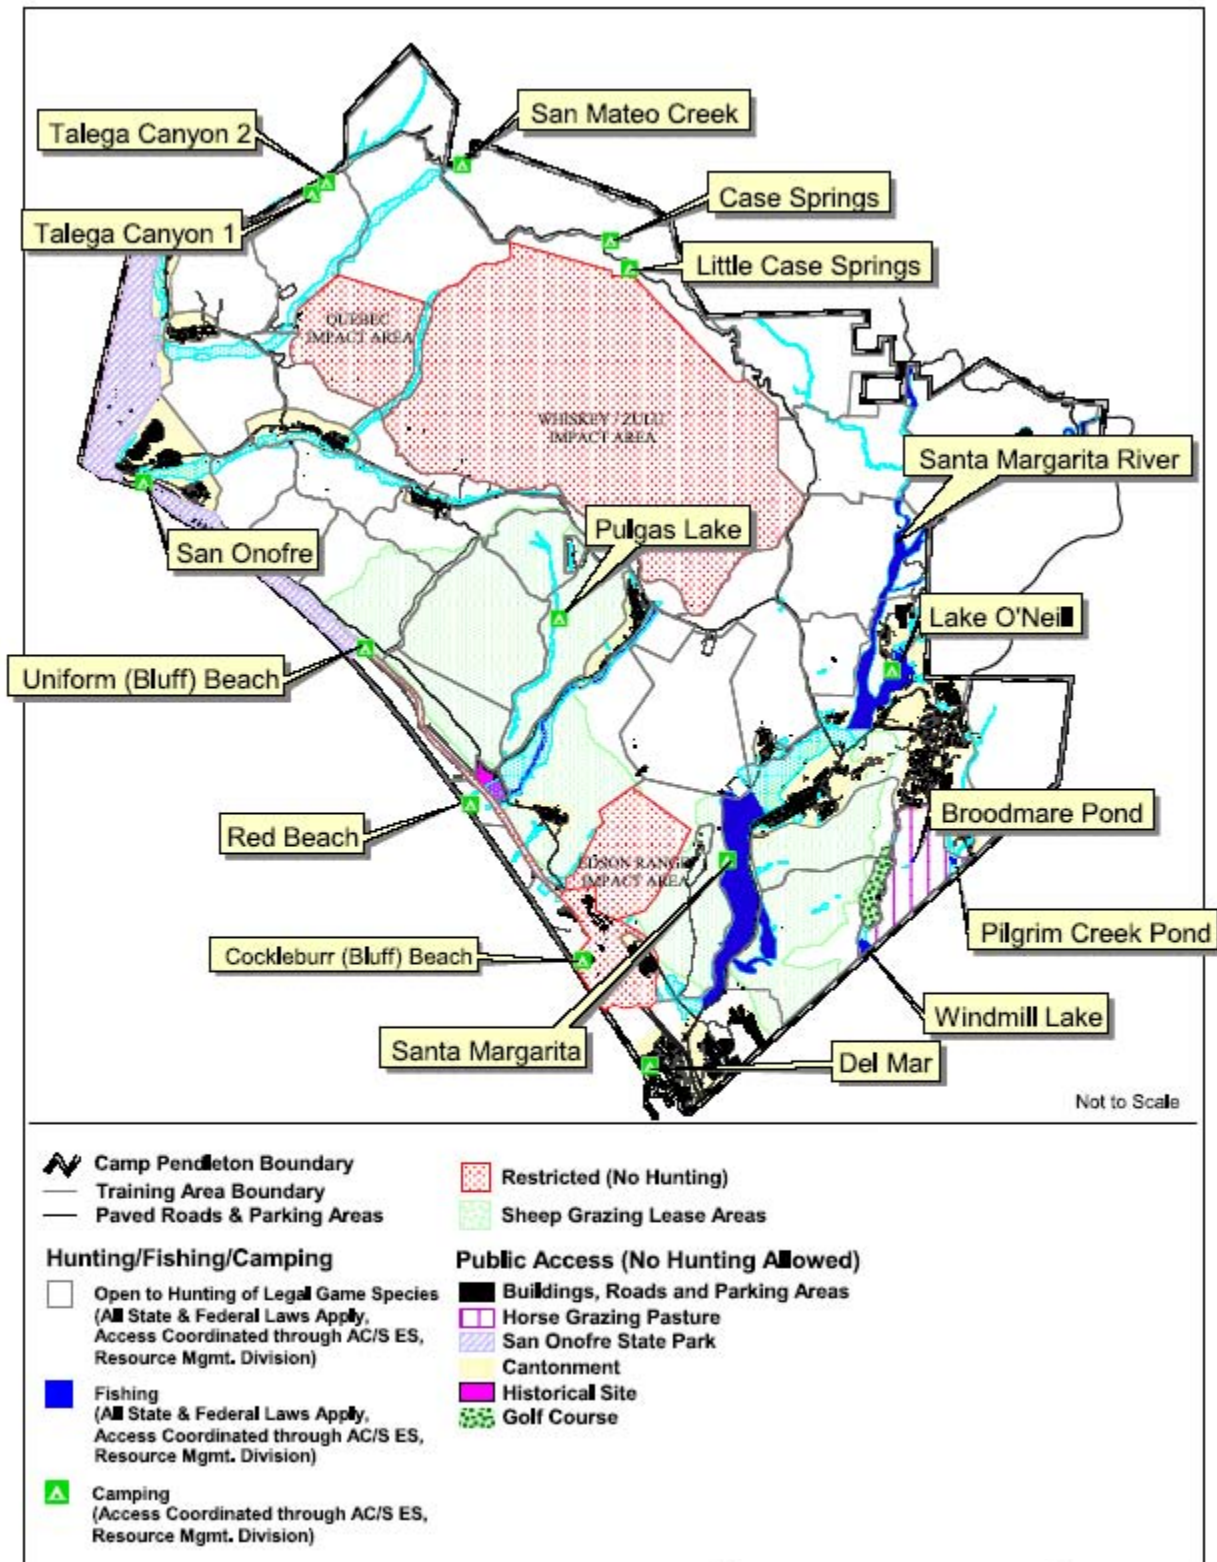 San Mateo Creek
Talega Canyon 2
Case Springs
Talega Canyon 1
Little Case Springs
QUEBEC
IMPACT AREA
WHISKEY / ZULU
IMPACT AREA
Santa Margarita River
Pulgas Lake
San Onofre
Lake O'Neill
Uniform (Bluff) Beach
Broodmare Pond
Red Beach
EDSON RANGE
IMPACT AREA
Pilgrim Creek Pond
Cockleburr (Bluff) Beach
Windmill Lake
Santa Margarita
Del Mar
Not to Scale
Camp Pendleton Boundary
Training Area Boundary
Paved Roads & Parking Areas
Hunting/Fishing/Camping
Open to Hunting of Legal Game Species
(All State & Federal Laws Apply,
Access Coordinated through AC/S ES,
Resource Mgmt. Division)
Fishing
(All State & Federal Laws Apply,
Access Coordinated through AC/S ES,
Resource Mgmt. Division)
Camping
(Access Coordinated through AC/S ES,
Resource Mgmt. Division)
Restricted (No Hunting)
Sheep Grazing Lease Areas
Public Access (No Hunting Allowed)
Buildings, Roads and Parking Areas
Horse Grazing Pasture
San Onofre State Park
Cantonment
Historical Site
Golf Course